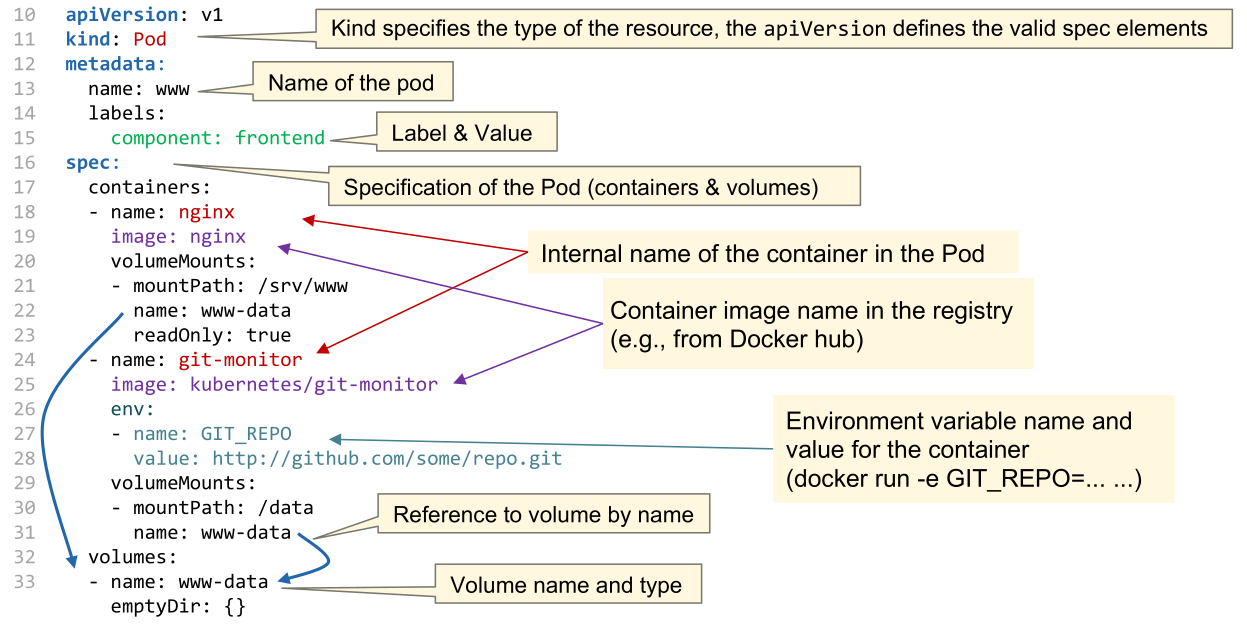 10 apiVersion: v1
Kind specifies the type of the resource, the apiVersion defines the valid spec elements
11 kind: Pod
12 metadata:
Name of the pod
13 name: www
14 labels:
Label & Value
15 component: frontend
16 spec:
Specification of the Pod (containers & volumes)
17 containers:
18 - name: nginx
19 image: nginx
Internal name of the container in the Pod
20 volumeMounts:
21 - mountPath: /srv/www
Container image name in the registry
(e.g., from Docker hub)
22 name: www-data
23 readOnly: true
24 - name: git-monitor
25 image: kubernetes/git-monitor
26 env:
Environment variable name and
value for the container
(docker run -e GIT_REPO=... ...)
27 - name: GIT_REPO
28 value: http://github.com/some/repo.git
29 volumeMounts:
30 - mountPath: /data
Reference to volume by name
31 name: www-data
32 volumes:
33 - name: www-data
Volume name and type
emptyDir: {}